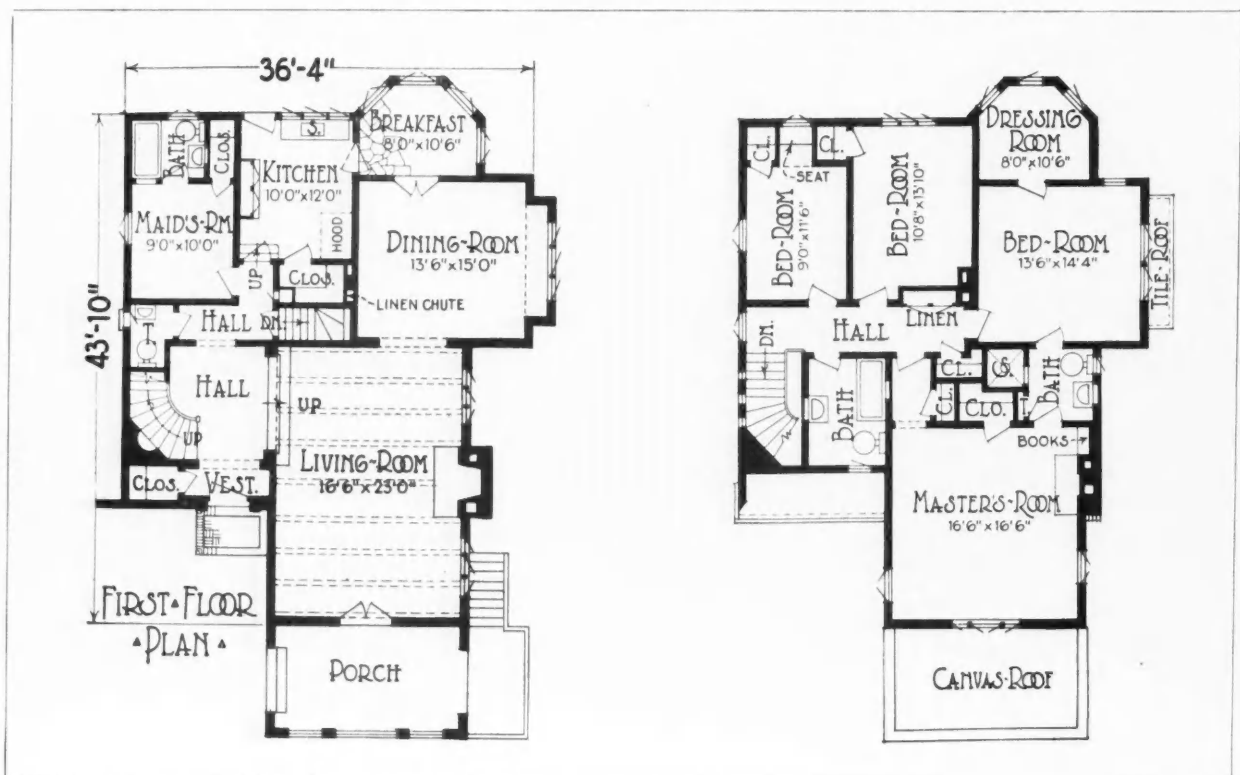 36'-4"
43'-10"
BATH
CLOS.
S.
BREAKFAST
8'0"x10'6"
KITCHEN
10'0"x12'0"
MAID'S-RM
9'0"x10'0"
HOOD
UP
DINING-ROOM
13'6"x15'0"
CLOS.
LINEN CHUTE
T
HALL
DN.
HALL
UP
UP
LIVING-ROOM
16'6"x23'0"
CLOS.
VEST.
FIRST FLOOR
PLAN
PORCH
CL.
CL.
SEAT
DRESSING
ROOM
8'0"x10'6"
BED-ROOM
9'0"x11'6"
BED-ROOM
10'8"x13'10"
BED-ROOM
13'6"x14'4"
TILE-ROOF
DN.
HALL
LINEN
CL.
S.
BATH
BATH
CL.
CLO.
T
BOOKS
MASTER'S-ROOM
16'6"x16'6"
CANVAS-ROOF